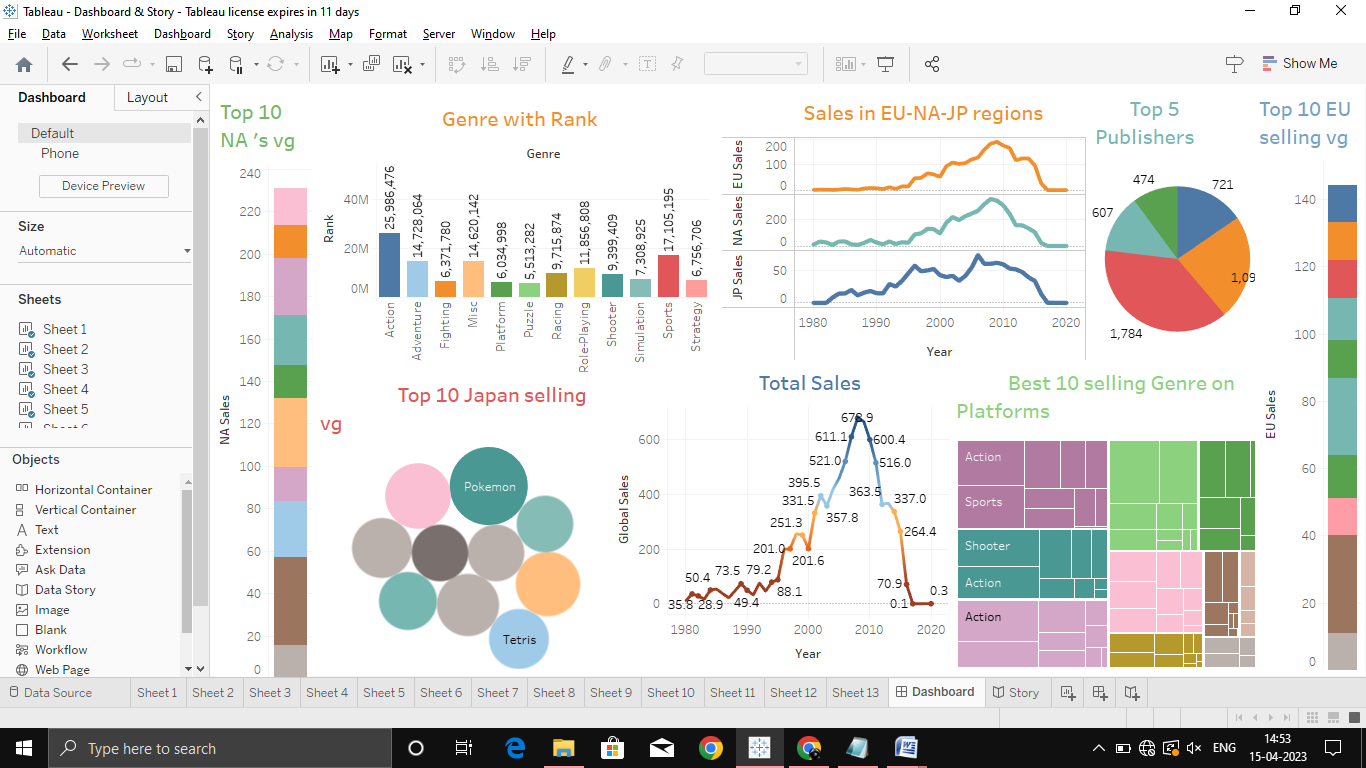 Tableau - Dashboard & Story - Tableau license expires in 11 days
File Data Worksheet Dashboard Story Analysis Map Format Server Window Help
Show Me
Dashboard Layout
Default
Phone
Device Preview
Size
Automatic
Sheets
Sheet 1
Sheet 2
Sheet 3
Sheet 4
Sheet 5
Objects
Horizontal Container
Vertical Container
Text
Extension
Ask Data
Data Story
Image
Blank
Workflow
Web Page
Top 10
NA 's vg
240
220
200
180
160
140
120
100
80
60
40
20
0
NA Sales
Genre with Rank
Genre
Rank
40M
20M
0M
25,986,476
14,728,064
6,371,780
14,620,142
6,034,998
5,513,282
9,715,874
11,856,808
9,399,409
7,308,925
17,105,195
6,756,706
Action
Adventure
Fighting
Misc
Platform
Puzzle
Racing
Role-Playing
Shooter
Simulation
Sports
Strategy
Sales in EU-NA-JP regions
EU Sales
200
100
0
NA Sales
200
0
JP Sales
50
0
1980 1990 2000 2010 2020
Year
Top 5
Publishers
474
721
607
1,09
1,784
Top 10 EU
selling vg
140
120
100
80
60
40
20
0
EU Sales
Top 10 Japan selling
vg
Pokemon
Tetris
Total Sales
Global Sales
600
400
200
0
678.9
611.1
600.4
521.0
516.0
395.5
363.5
331.5
337.0
357.8
251.3
264.4
201.0
201.6
73.5
79.2
50.4
88.1
70.9
35.8
28.9
49.4
0.1
0.3
1980 1990 2000 2010 2020
Year
Best 10 selling Genre on
Platforms
Action
Sports
Shooter
Action
Action
Data Source Sheet 1 Sheet 2 Sheet 3 Sheet 4 Sheet 5 Sheet 6 Sheet 7 Sheet 8 Sheet 9 Sheet 10 Sheet 11 Sheet 12 Sheet 13 Dashboard Story
Type here to search
ENG
14:53
15-04-2023